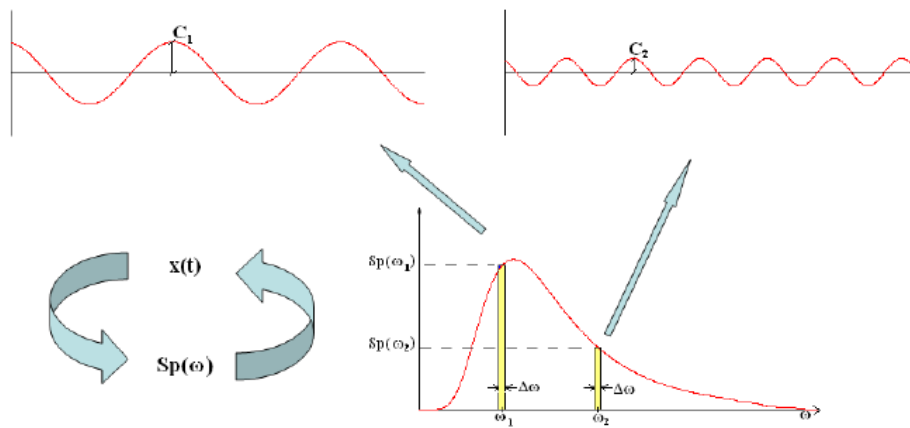 C₁
C₂
x(t)
Sp(ω)
Sp(ω₁)
Sp(ω₂)
Δω
Δω
ω₁
ω₂
ω